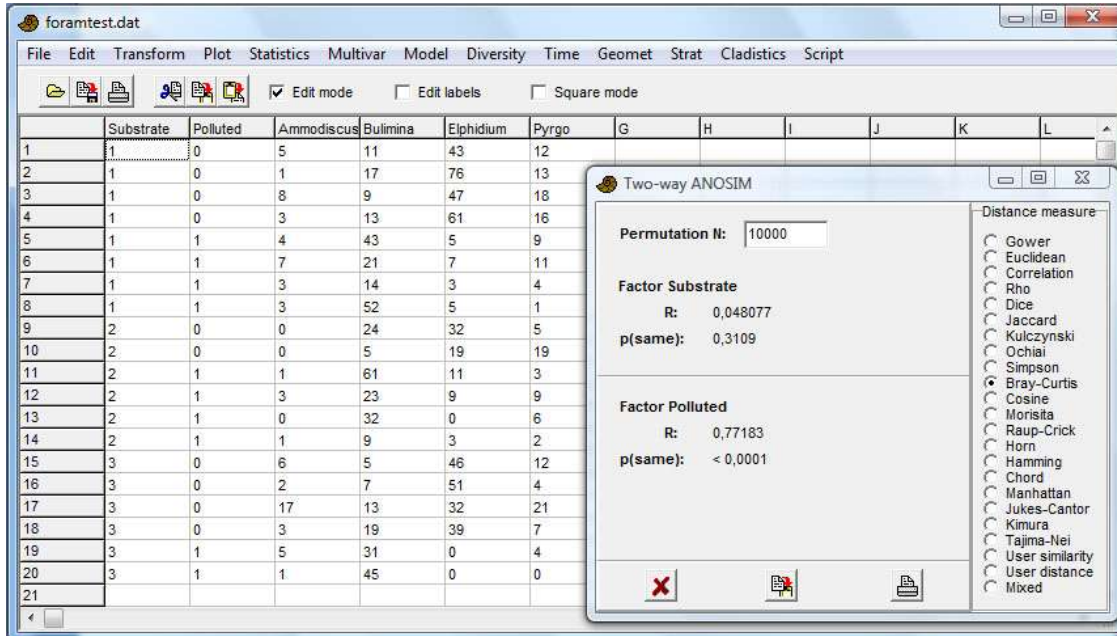 foramtest.dat
File Edit Transform Plot Statistics Multivar Model Diversity Time Geomet Strat Cladistics Script
Edit mode Edit labels Square mode
Substrate Polluted Ammodiscus Bulimina Elphidium Pyrgo G H I J K L
1 1 0 5 11 43 12
2 1 0 1 17 76 13
3 1 0 8 9 47 18
4 1 0 3 13 61 16
5 1 1 4 43 5 9
6 1 1 7 21 7 11
7 1 1 3 14 3 4
8 1 1 3 52 5 1
9 2 0 0 24 32 5
10 2 0 0 5 19 19
11 2 1 1 61 11 3
12 2 1 3 23 9 9
13 2 1 0 32 0 6
14 2 1 1 9 3 2
15 3 0 6 5 46 12
16 3 0 2 7 51 4
17 3 0 17 13 32 21
18 3 0 3 19 39 7
19 3 1 5 31 0 4
20 3 1 1 45 0 0
21
Two-way ANOSIM
Permutation N: 10000
Factor Substrate
R: 0,048077
p(same): 0,3109
Factor Polluted
R: 0,77183
p(same): < 0,0001
Distance measure
Gower
Euclidean
Correlation
Rho
Dice
Jaccard
Kulczynski
Ochiai
Simpson
Bray-Curtis
Cosine
Morisita
Raup-Crick
Horn
Hamming
Chord
Manhattan
Jukes-Cantor
Kimura
Tajima-Nei
User similarity
User distance
Mixed